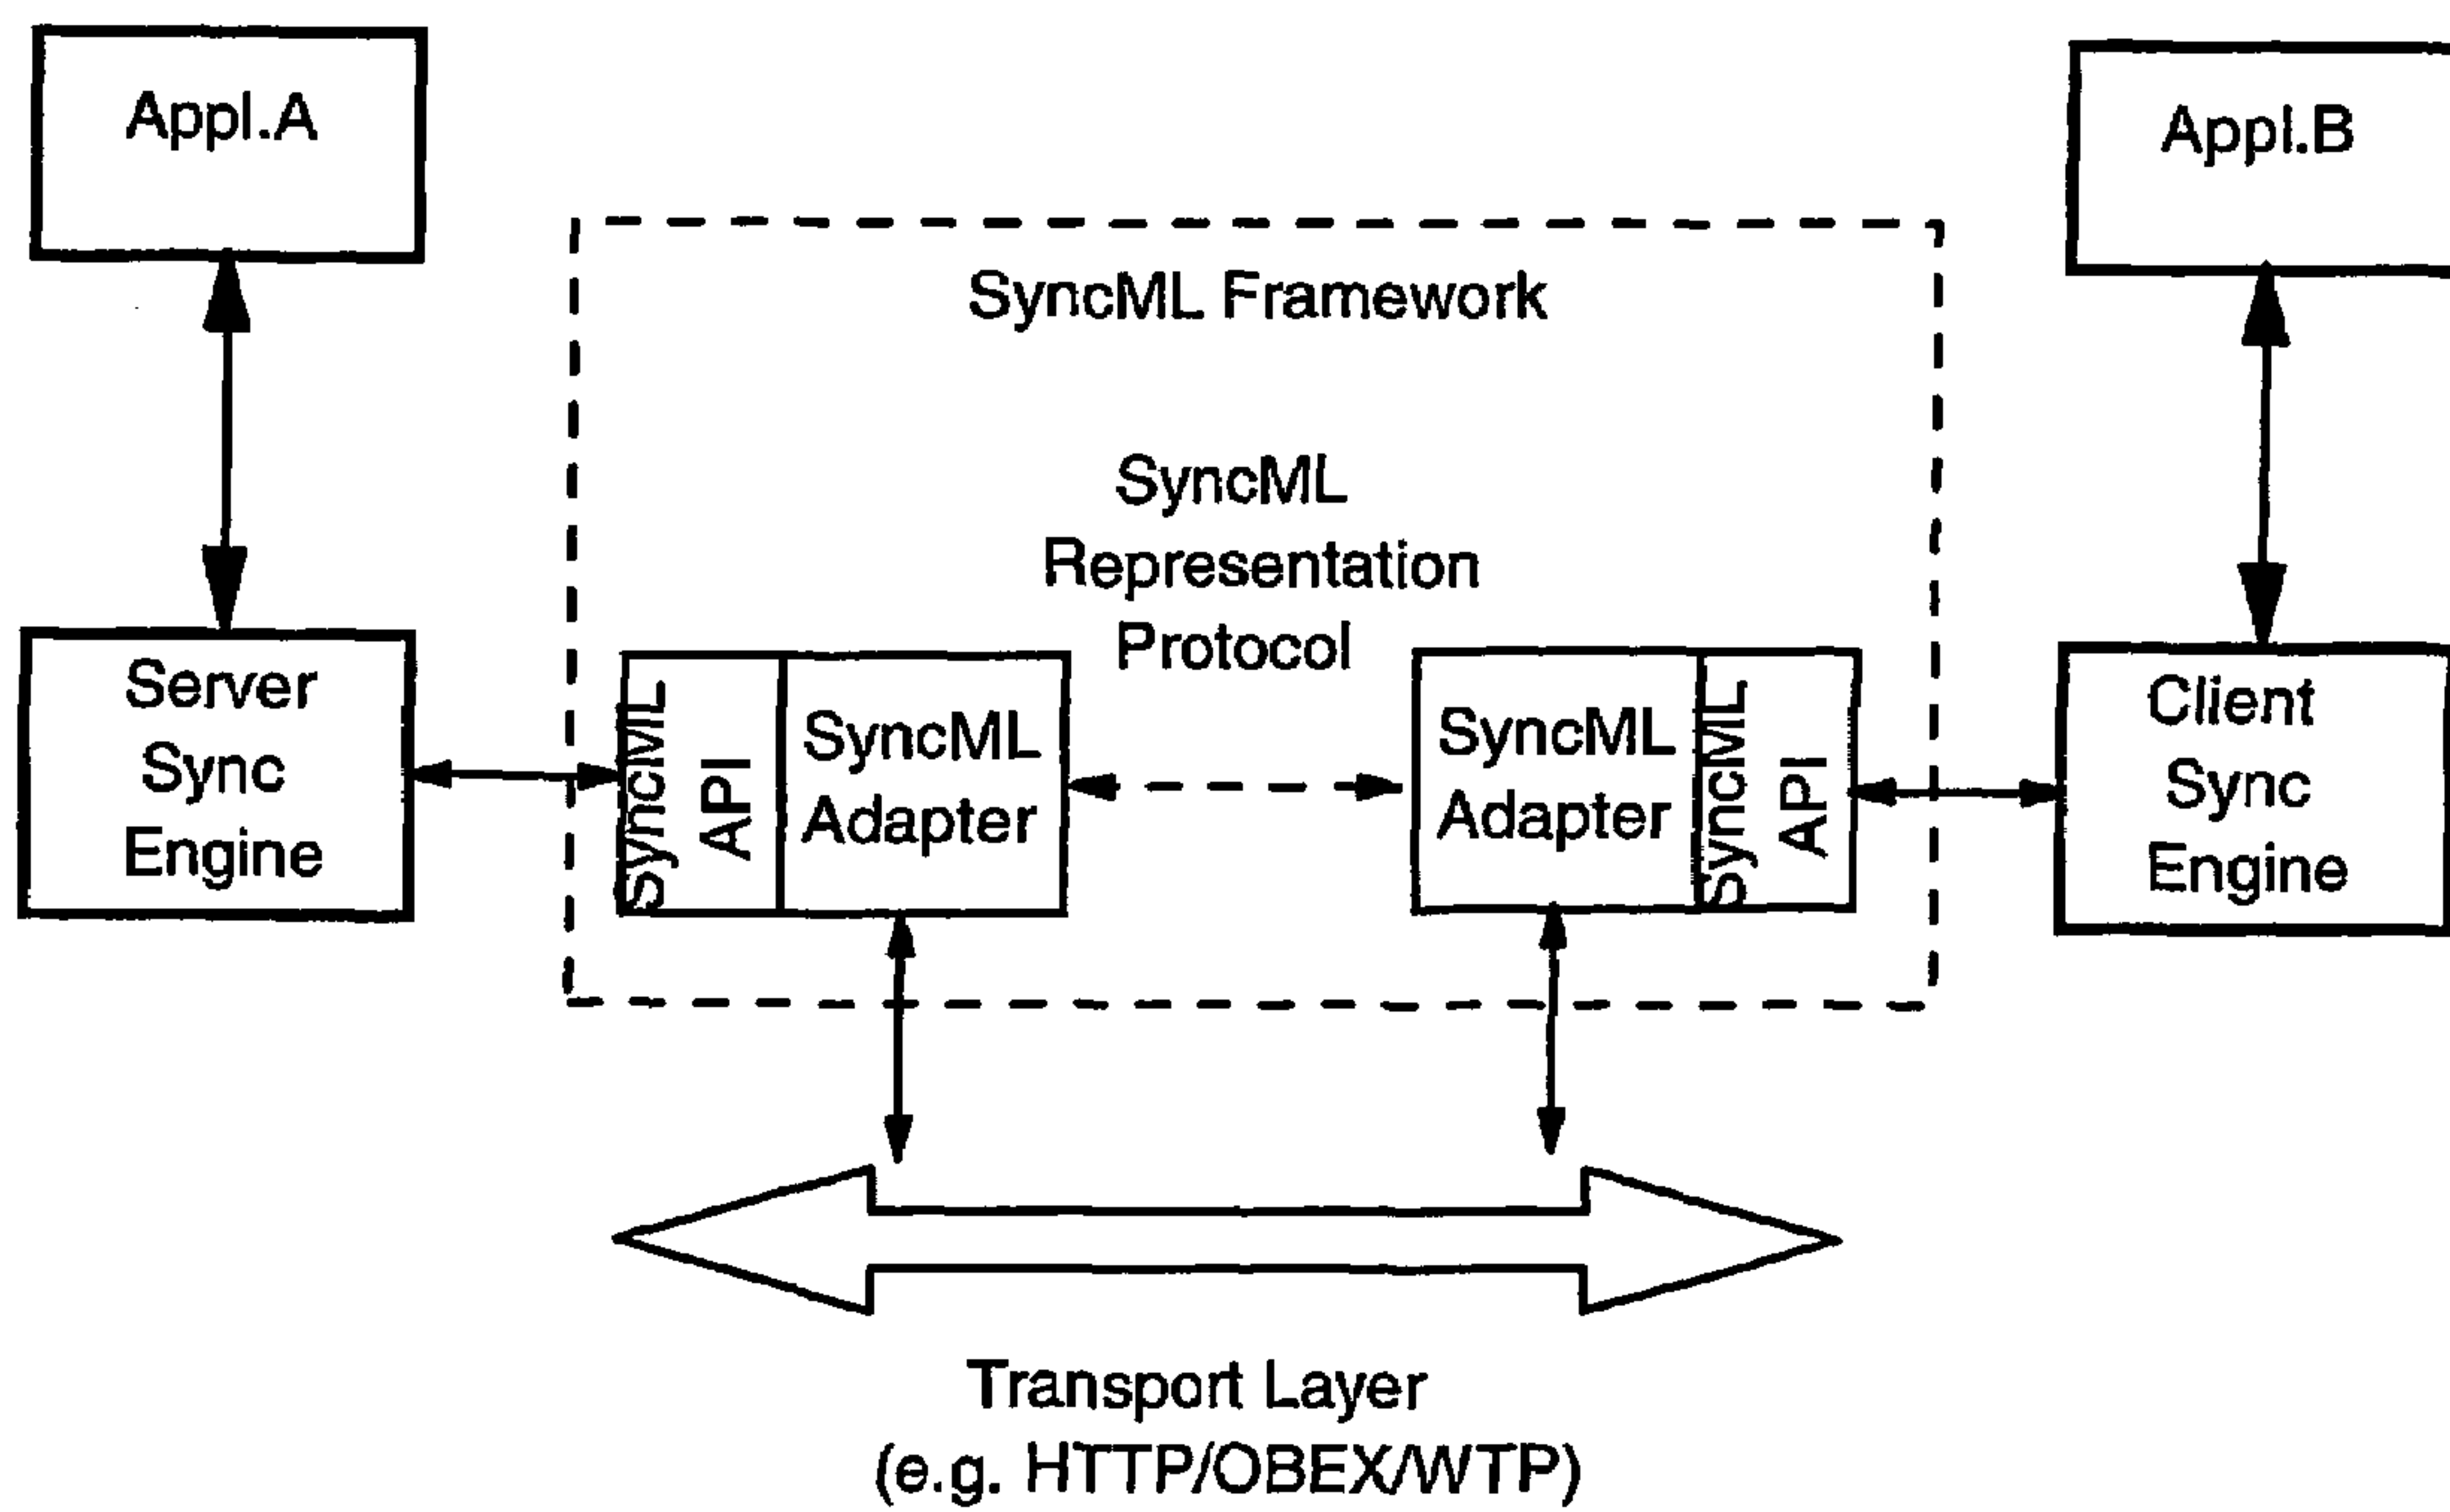 Appl.A
Appl.B
SyncML Framework
SyncML
Representation
Protocol
Server
Sync
Engine
SyncML
API
SyncML
Adapter
SyncML
Adapter
SyncML
API
Client
Sync
Engine
Transport Layer
(e.g. HTTP/OBEX/WTP)